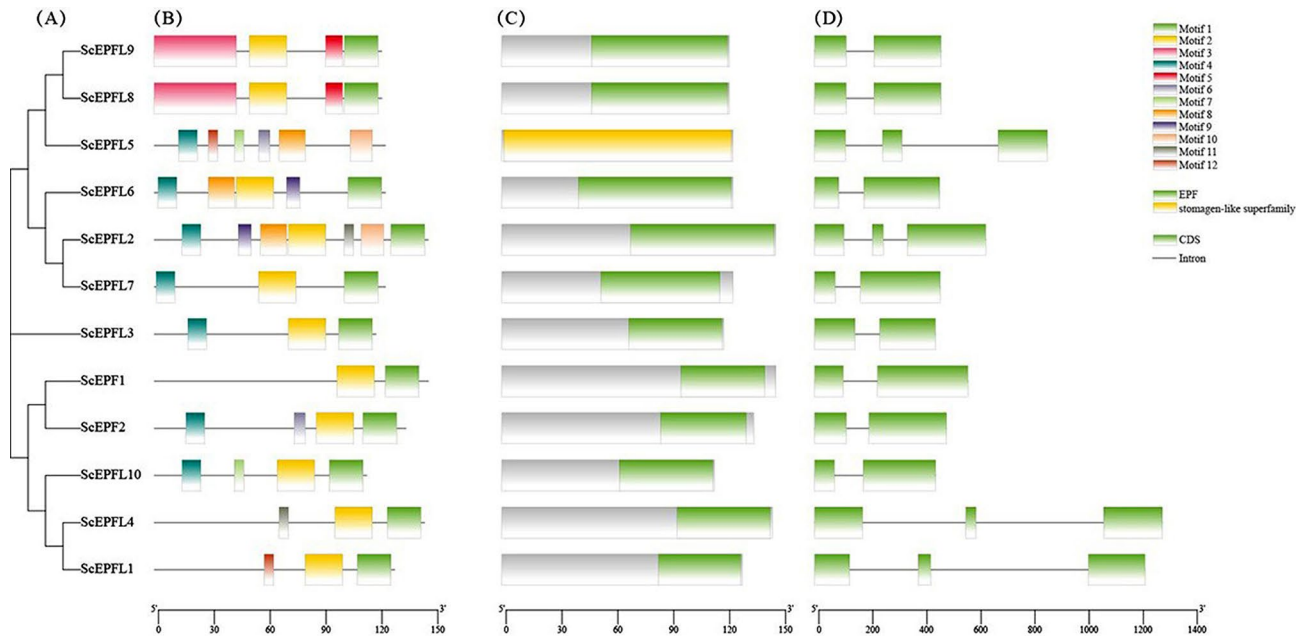 (A) (B) (C) (D)
ScEPFL9
ScEPFL8
ScEPFL5
ScEPFL6
ScEPFL2
ScEPFL7
ScEPFL3
ScEPF1
ScEPF2
ScEPFL10
ScEPFL4
ScEPFL1
Motif 1
Motif 2
Motif 3
Motif 4
Motif 5
Motif 6
Motif 7
Motif 8
Motif 9
Motif 10
Motif 11
Motif 12
EPF
stomagen-like superfamily
CDS
Intron
5' 3' 5' 3' 5' 3'
0 30 60 90 120 150 0 30 60 90 120 150 0 200 400 600 800 1000 1200 1400